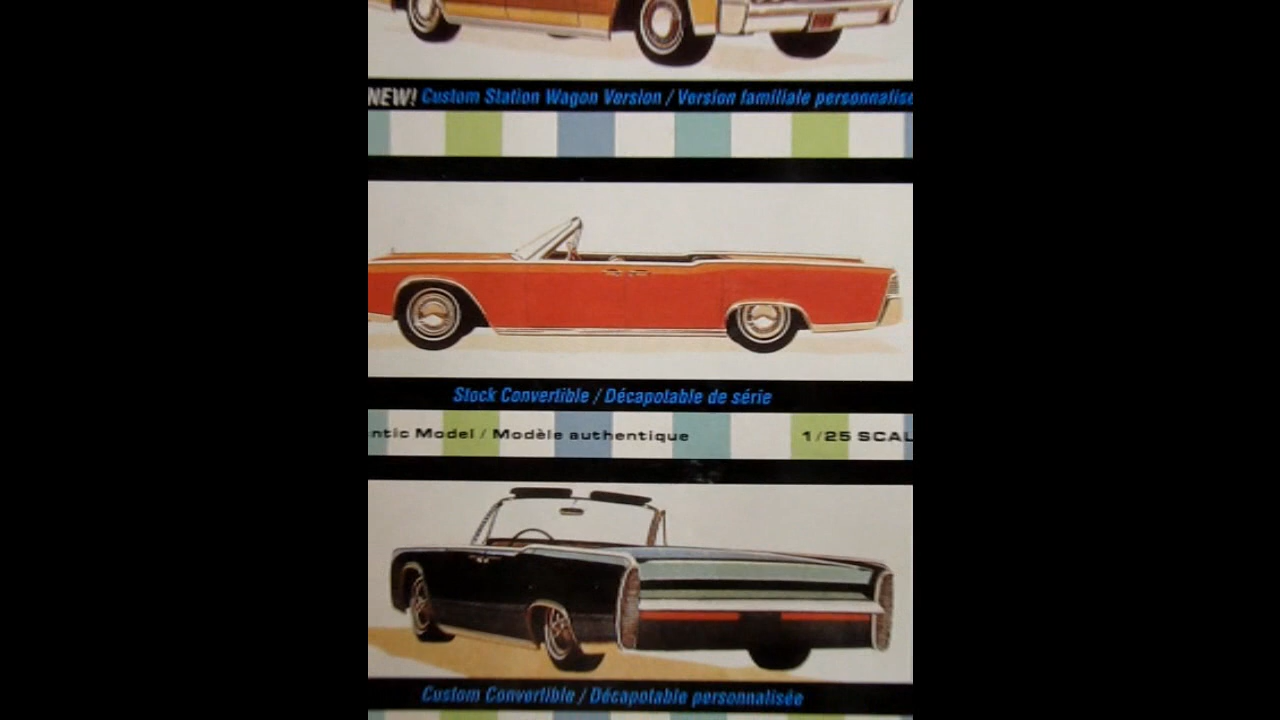 NEW! Custom Station Wagon Version / Version familiale personnalisé
Stock Convertible / Décapotable de série
ntic Model / Modèle authentique 1/25 SCAL
Custom Convertible / Décapotable personnalisée